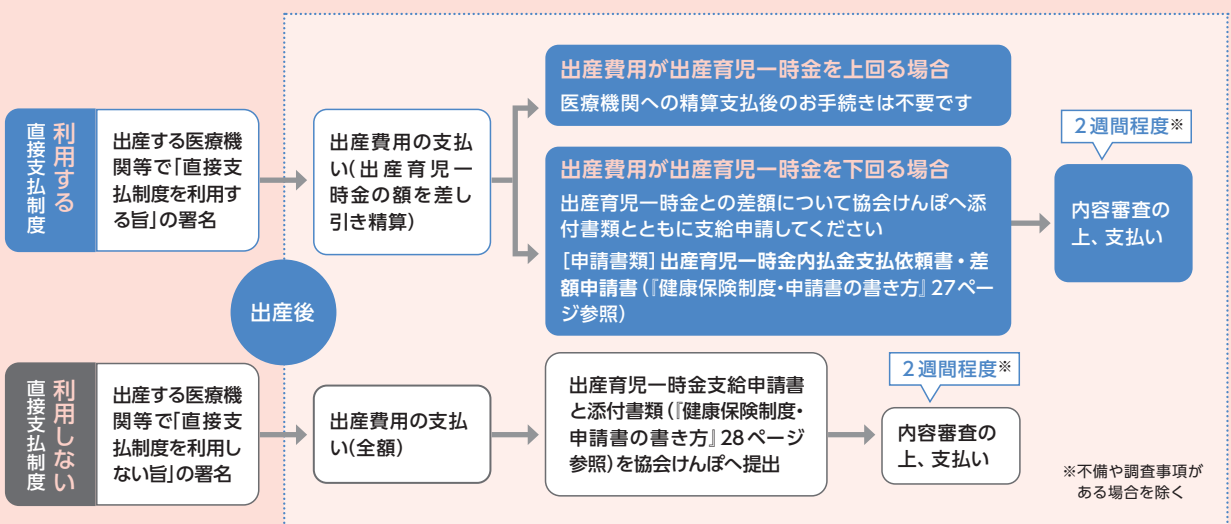 直接支払制度
利用する
出産する医療機
関等で「直接支
払制度を利用す
る旨」の署名
出産後
出産費用の支払
い(出産育児一
時金の額を差し
引き精算)
出産費用が出産育児一時金を上回る場合
医療機関への精算支払後のお手続きは不要です
出産費用が出産育児一時金を下回る場合
出産育児一時金との差額について協会けんぽへ添
付書類とともに支給申請してください
［申請書類］出産育児一時金内払金支払依頼書・差
額申請書（『健康保険制度・申請書の書き方』27ペー
ジ参照）
2週間程度※
内容審査の
上、支払い
直接支払制度
利用しない
出産する医療機
関等で「直接支
払制度を利用し
ない旨」の署名
出産費用の支払
い(全額)
出産育児一時金支給申請書
と添付書類（『健康保険制度・
申請書の書き方』28ページ
参照）を協会けんぽへ提出
2週間程度※
内容審査の
上、支払い
※不備や調査事項が
ある場合を除く